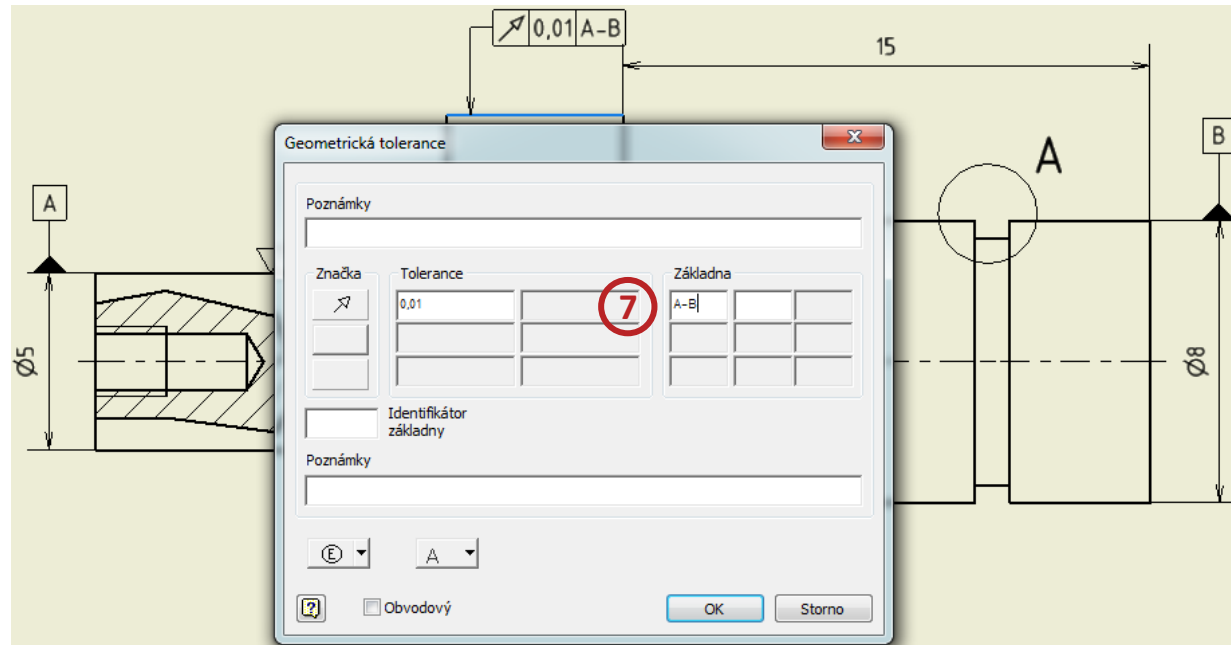 0,01 A-B
15
A
B
A
Geometrická tolerance
Poznámky
Značka Tolerance Základna
0,01 7 A-B
Identifikátor
základny
Poznámky
Ø5
Ø8
E A
? Obvodový OK Storno